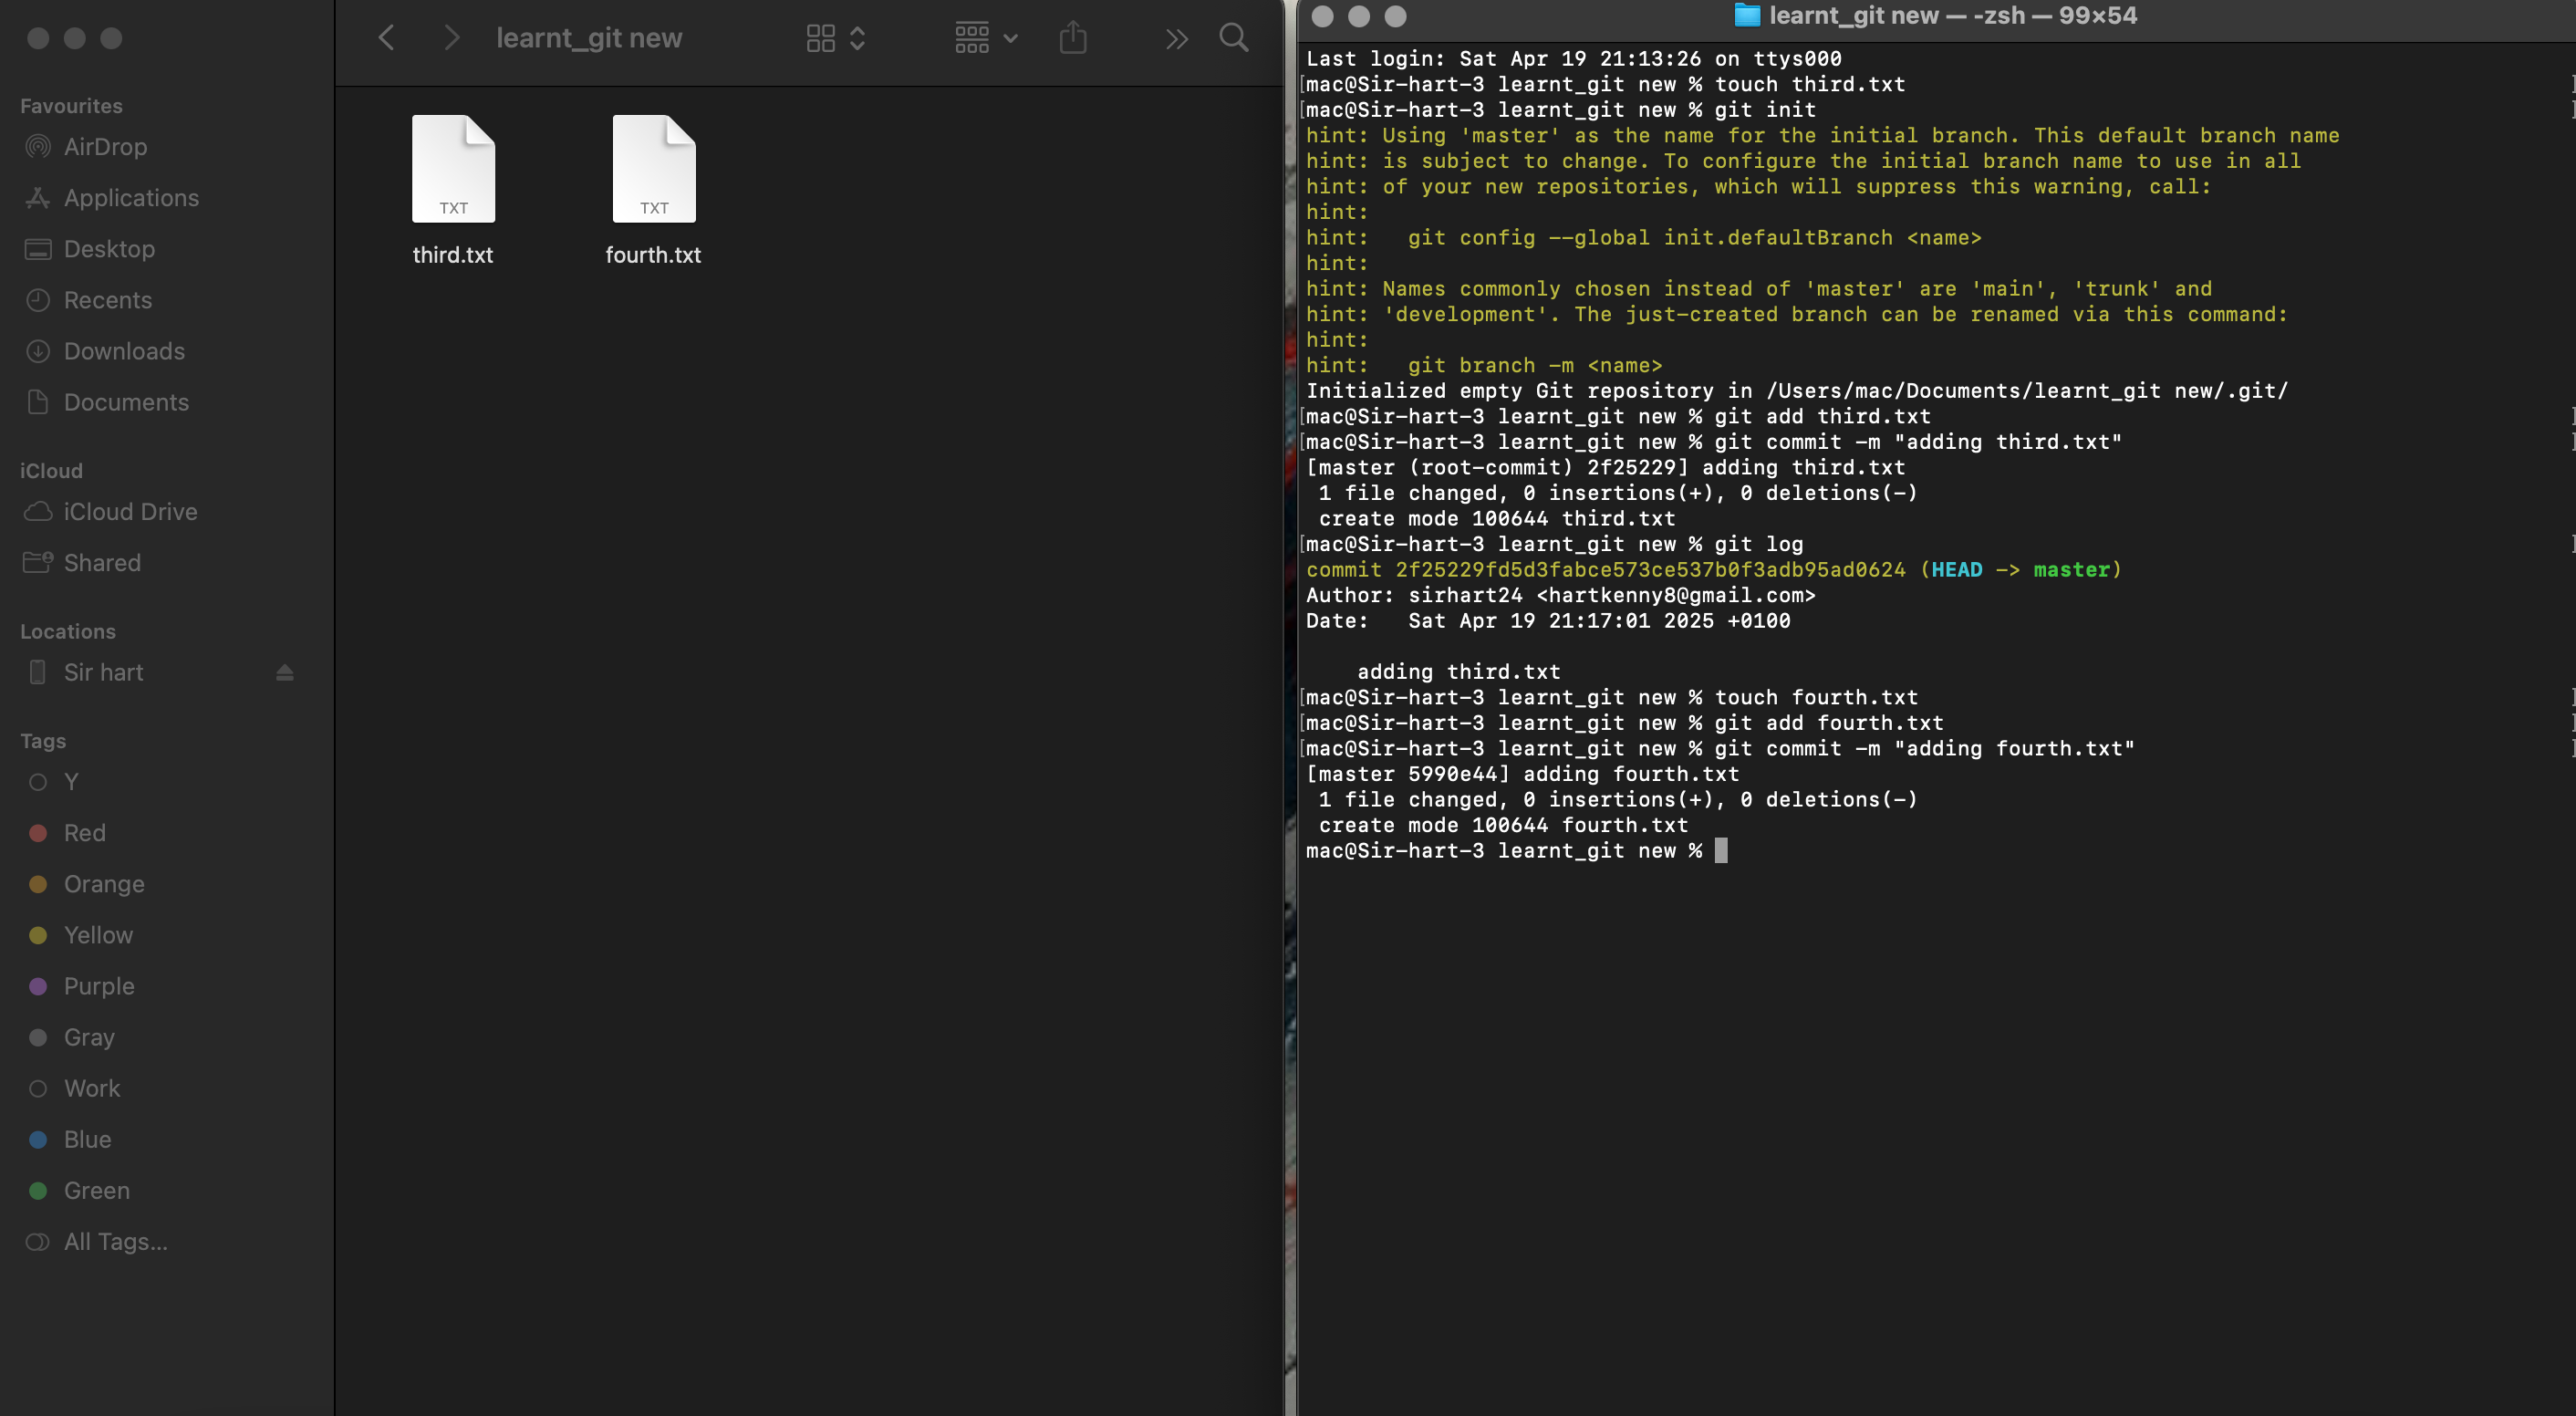 learnt_git new
Favourites
AirDrop
Applications
Desktop
Recents
Downloads
Documents
iCloud
iCloud Drive
Shared
Locations
Sir hart
Tags
Y
Red
Orange
Yellow
Purple
Gray
Work
Blue
Green
All Tags...
TXT
TXT
third.txt
fourth.txt
learnt_git new — -zsh — 99×54
Last login: Sat Apr 19 21:13:26 on ttys000
[mac@Sir-hart-3 learnt_git new % touch third.txt ]
[mac@Sir-hart-3 learnt_git new % git init ]
hint: Using 'master' as the name for the initial branch. This default branch name
hint: is subject to change. To configure the initial branch name to use in all
hint: of your new repositories, which will suppress this warning, call:
hint:
hint:   git config --global init.defaultBranch <name>
hint:
hint: Names commonly chosen instead of 'master' are 'main', 'trunk' and
hint: 'development'. The just-created branch can be renamed via this command:
hint:
hint:   git branch -m <name>
Initialized empty Git repository in /Users/mac/Documents/learnt_git new/.git/
[mac@Sir-hart-3 learnt_git new % git add third.txt ]
[mac@Sir-hart-3 learnt_git new % git commit -m "adding third.txt" ]
[master (root-commit) 2f25229] adding third.txt
 1 file changed, 0 insertions(+), 0 deletions(-)
 create mode 100644 third.txt
[mac@Sir-hart-3 learnt_git new % git log ]
commit 2f25229fd5d3fabce573ce537b0f3adb95ad0624 (HEAD -> master)
Author: sirhart24 <hartkenny8@gmail.com>
Date:   Sat Apr 19 21:17:01 2025 +0100
    adding third.txt
[mac@Sir-hart-3 learnt_git new % touch fourth.txt ]
[mac@Sir-hart-3 learnt_git new % git add fourth.txt ]
[mac@Sir-hart-3 learnt_git new % git commit -m "adding fourth.txt" ]
[master 5990e44] adding fourth.txt
 1 file changed, 0 insertions(+), 0 deletions(-)
 create mode 100644 fourth.txt
mac@Sir-hart-3 learnt_git new %